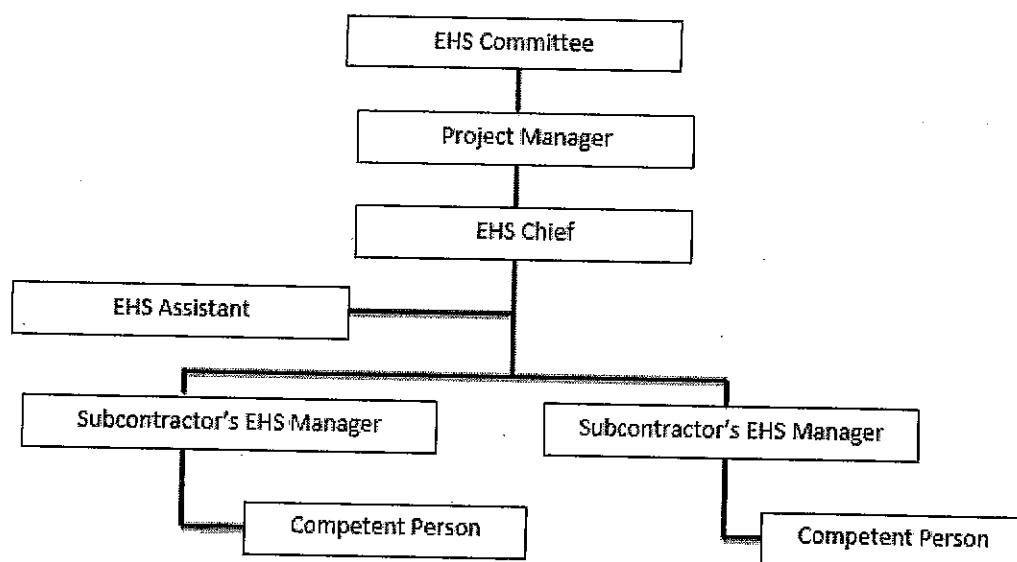 EHS Committee
Project Manager
EHS Chief
EHS Assistant
Subcontractor's EHS Manager
Subcontractor's EHS Manager
Competent Person
Competent Person